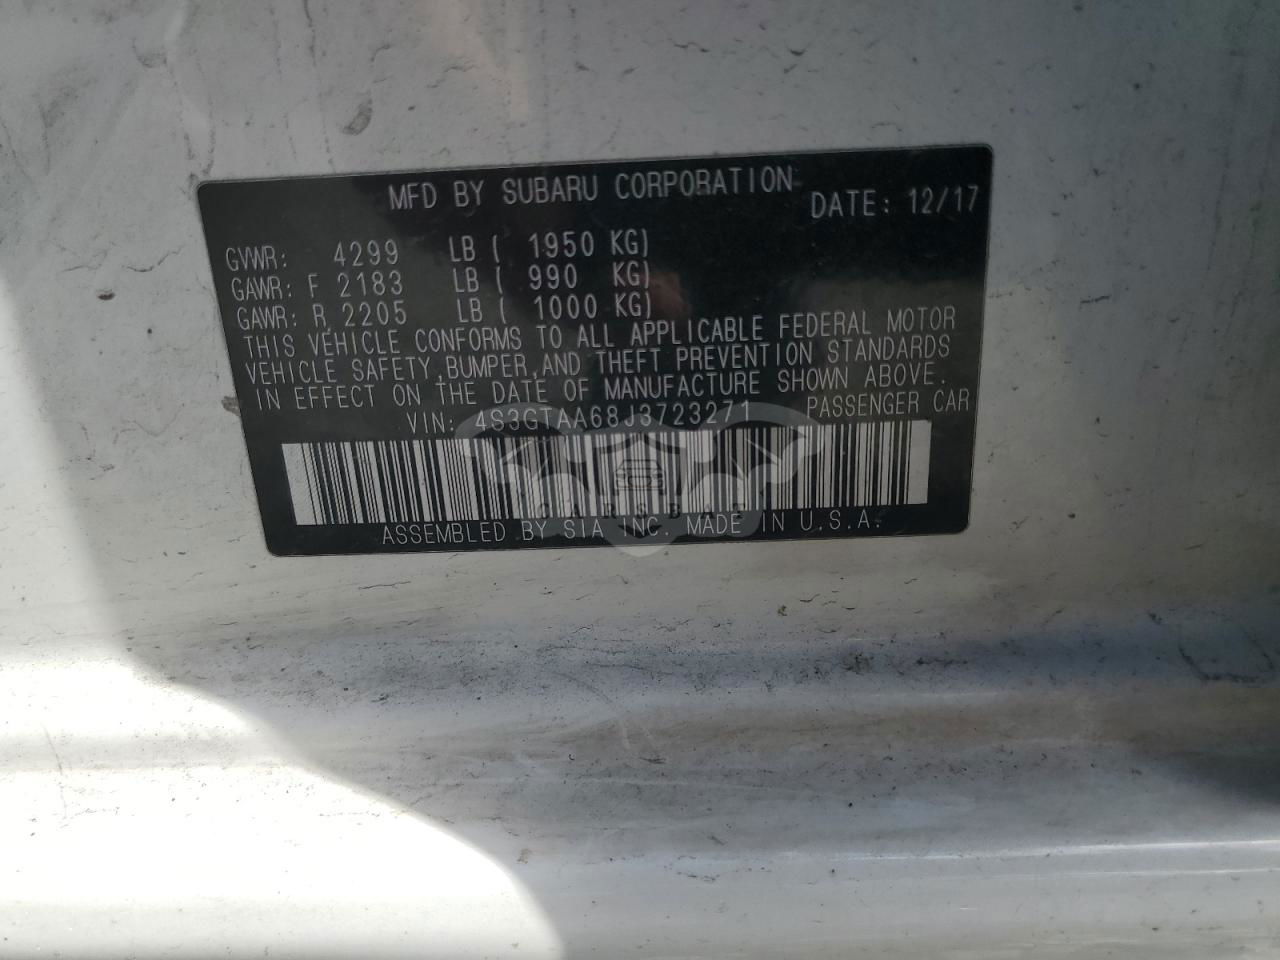 MFD BY SUBARU CORPORATION
DATE: 12/17
GVWR: 4299 LB ( 1950 KG)
GAWR: F 2183 LB ( 990 KG)
GAWR: R 2205 LB ( 1000 KG)
THIS VEHICLE CONFORMS TO ALL APPLICABLE FEDERAL MOTOR
VEHICLE SAFETY, BUMPER, AND THEFT PREVENTION STANDARDS
IN EFFECT ON THE DATE OF MANUFACTURE SHOWN ABOVE.
VIN: 4S3GTAA68J3723271 PASSENGER CAR
ASSEMBLED BY SIA INC. MADE IN U.S.A.